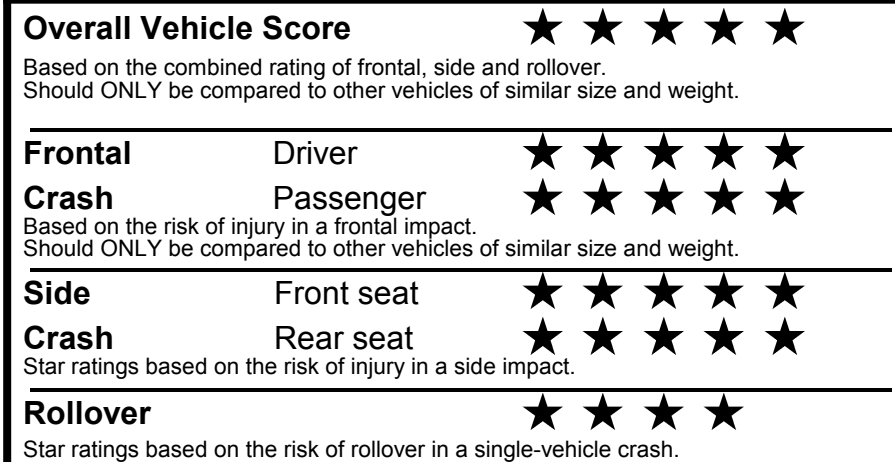 Overall Vehicle Score ★ ★ ★ ★ ★
Based on the combined rating of frontal, side and rollover.
Should ONLY be compared to other vehicles of similar size and weight.
Frontal Driver ★ ★ ★ ★ ★
Crash Passenger ★ ★ ★ ★ ★
Based on the risk of injury in a frontal impact.
Should ONLY be compared to other vehicles of similar size and weight.
Side Front seat ★ ★ ★ ★ ★
Crash Rear seat ★ ★ ★ ★ ★
Star ratings based on the risk of injury in a side impact.
Rollover ★ ★ ★ ★
Star ratings based on the risk of rollover in a single-vehicle crash.